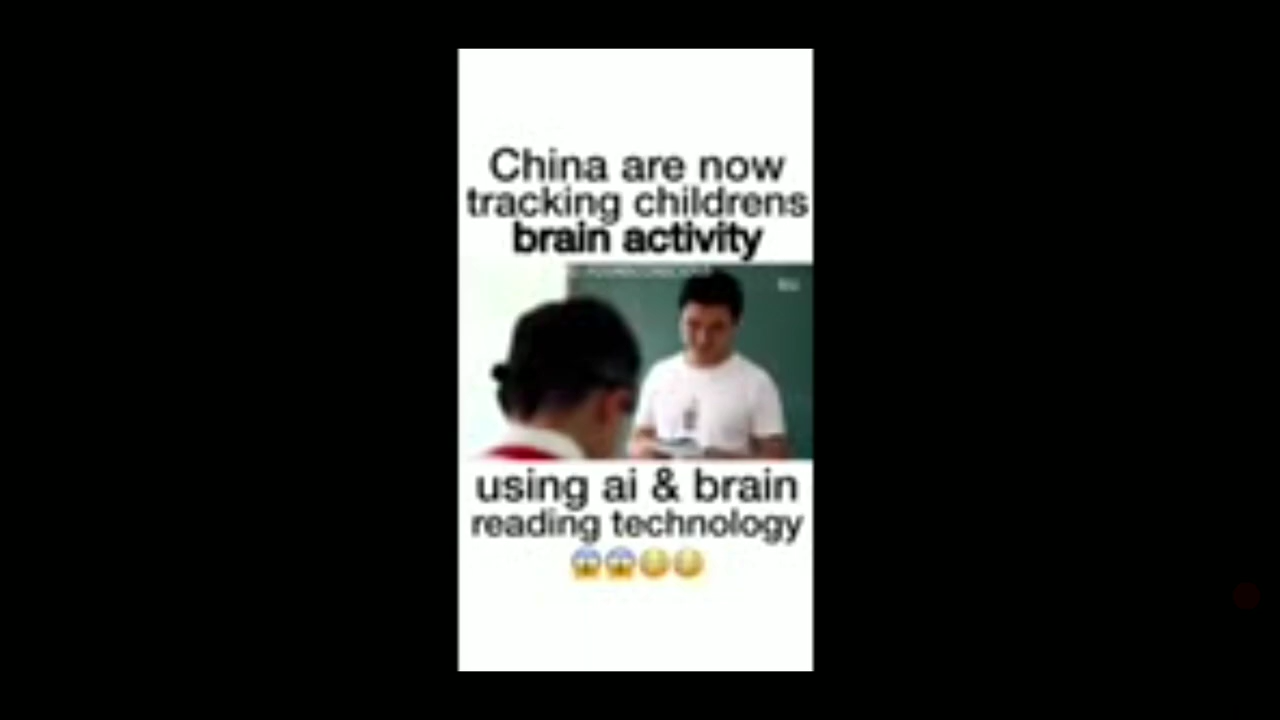 China are now
tracking childrens
brain activity
using ai & brain
reading technology
😱😱😳😳